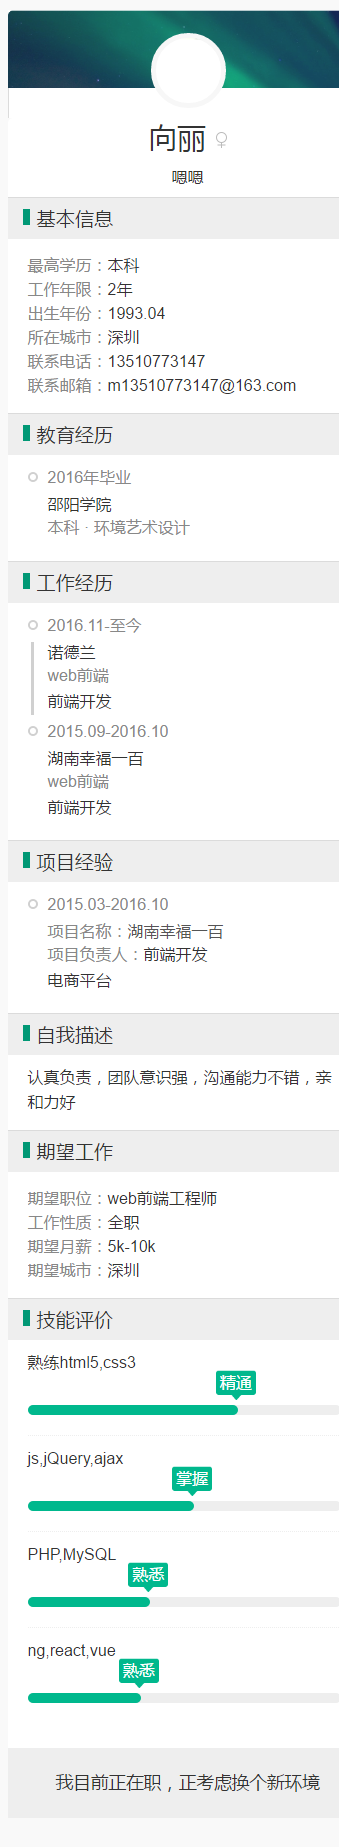 向丽 ♀
嗯嗯
基本信息
最高学历：本科
工作年限：2年
出生年份：1993.04
所在城市：深圳
联系电话：13510773147
联系邮箱：m13510773147@163.com
教育经历
2016年毕业
邵阳学院
本科 · 环境艺术设计
工作经历
2016.11-至今
诺德兰
web前端
前端开发
2015.09-2016.10
湖南幸福一百
web前端
前端开发
项目经验
2015.03-2016.10
项目名称：湖南幸福一百
项目负责人：前端开发
电商平台
自我描述
认真负责，团队意识强，沟通能力不错，亲
和力好
期望工作
期望职位：web前端工程师
工作性质：全职
期望月薪：5k-10k
期望城市：深圳
技能评价
熟练html5,css3
精通
js,jQuery,ajax
掌握
PHP,MySQL
熟悉
ng,react,vue
熟悉
我目前正在职，正考虑换个新环境